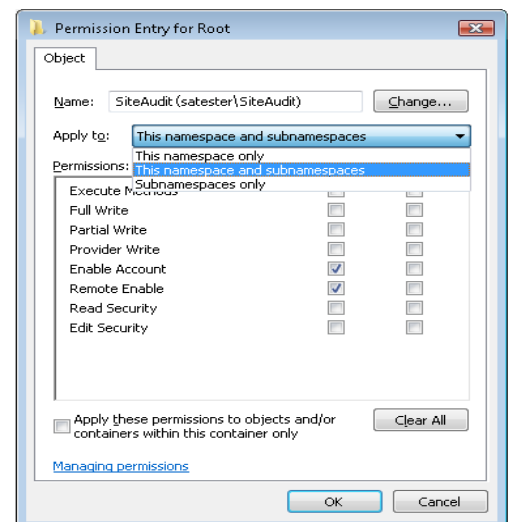 Permission Entry for Root
Object
Name: SiteAudit (satester\SiteAudit) Change...
Apply to: This namespace and subnamespaces
This namespace only
Permissions: This namespace and subnamespaces
Subnamespaces only
Execute
Full Write
Partial Write
Provider Write
Enable Account
Remote Enable
Read Security
Edit Security
Apply these permissions to objects and/or
containers within this container only
Clear All
Managing permissions
OK Cancel